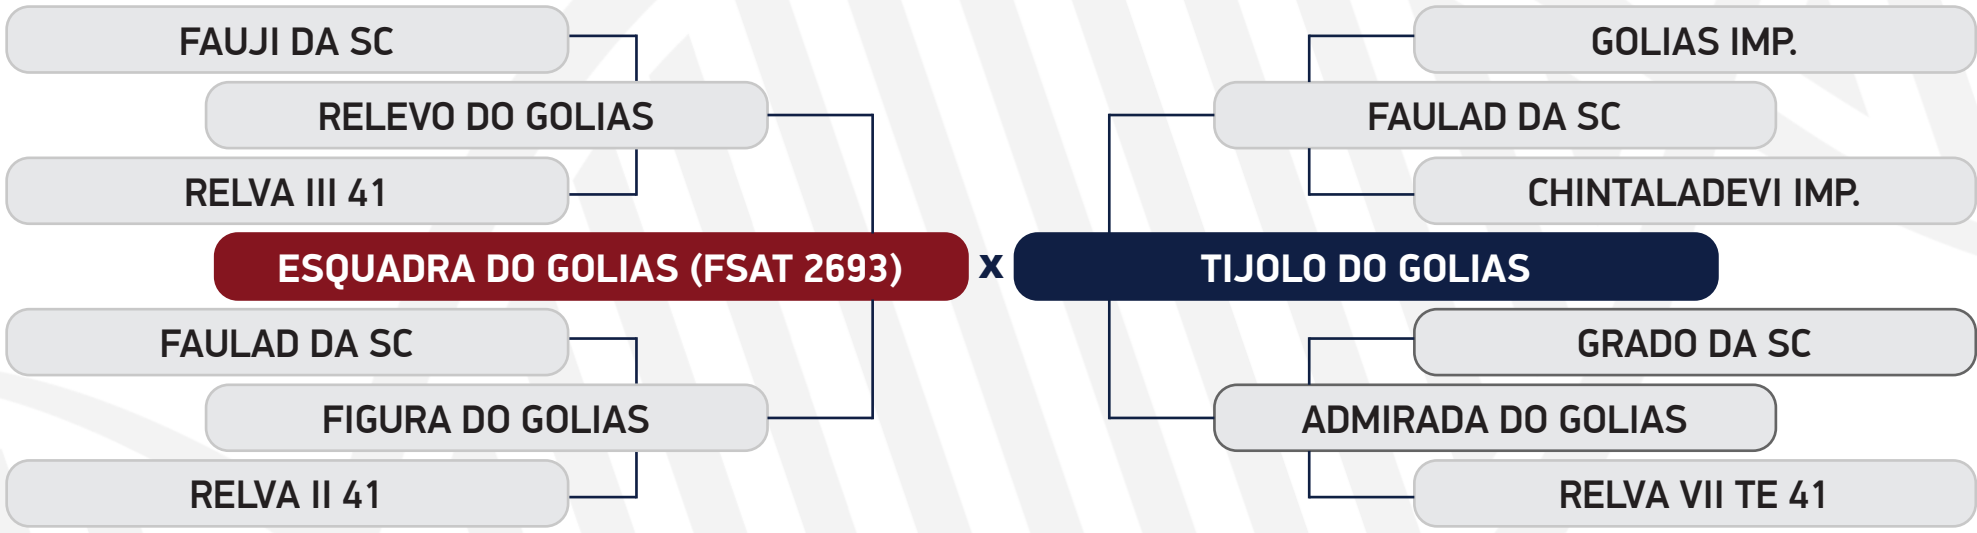 FAUJI DA SC
GOLIAS IMP.
RELEVO DO GOLIAS
FAULAD DA SC
RELVA III 41
CHINTALADEVI IMP.
ESQUADRA DO GOLIAS (FSAT 2693) x TIJOLO DO GOLIAS
FAULAD DA SC
GRADO DA SC
FIGURA DO GOLIAS
ADMIRADA DO GOLIAS
RELVA II 41
RELVA VII TE 41